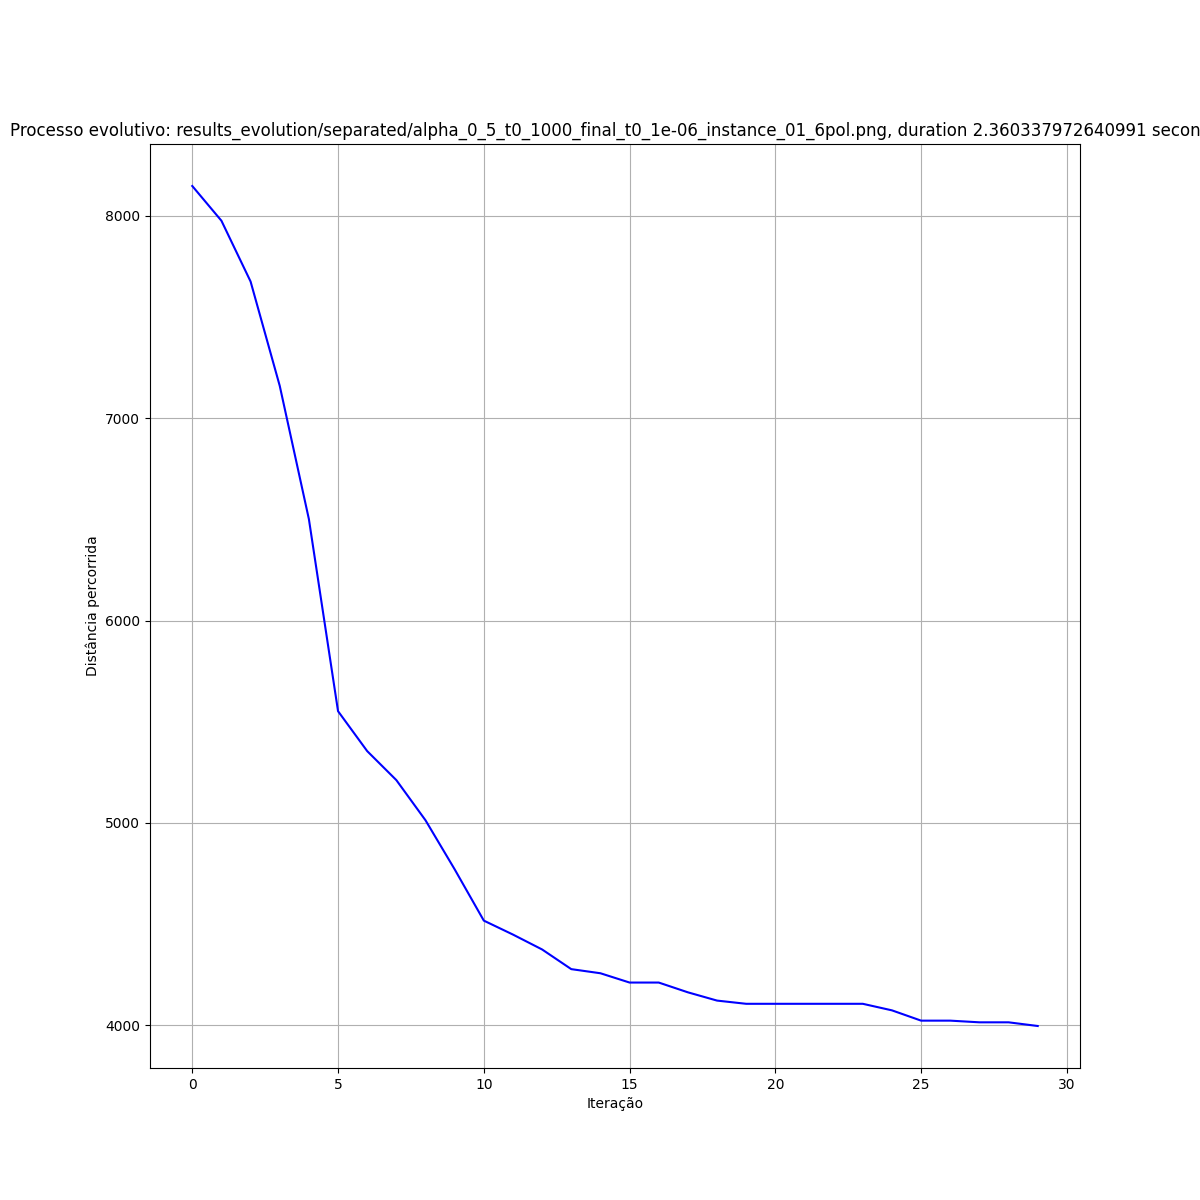 Processo evolutivo: results_evolution/separated/alpha_0_5_t0_1000_final_t0_1e-06_instance_01_6pol.png, duration 2.360337972640991 secon
8000
7000
6000
5000
4000
Distância percorrida
0 5 10 15 20 25 30
Iteração